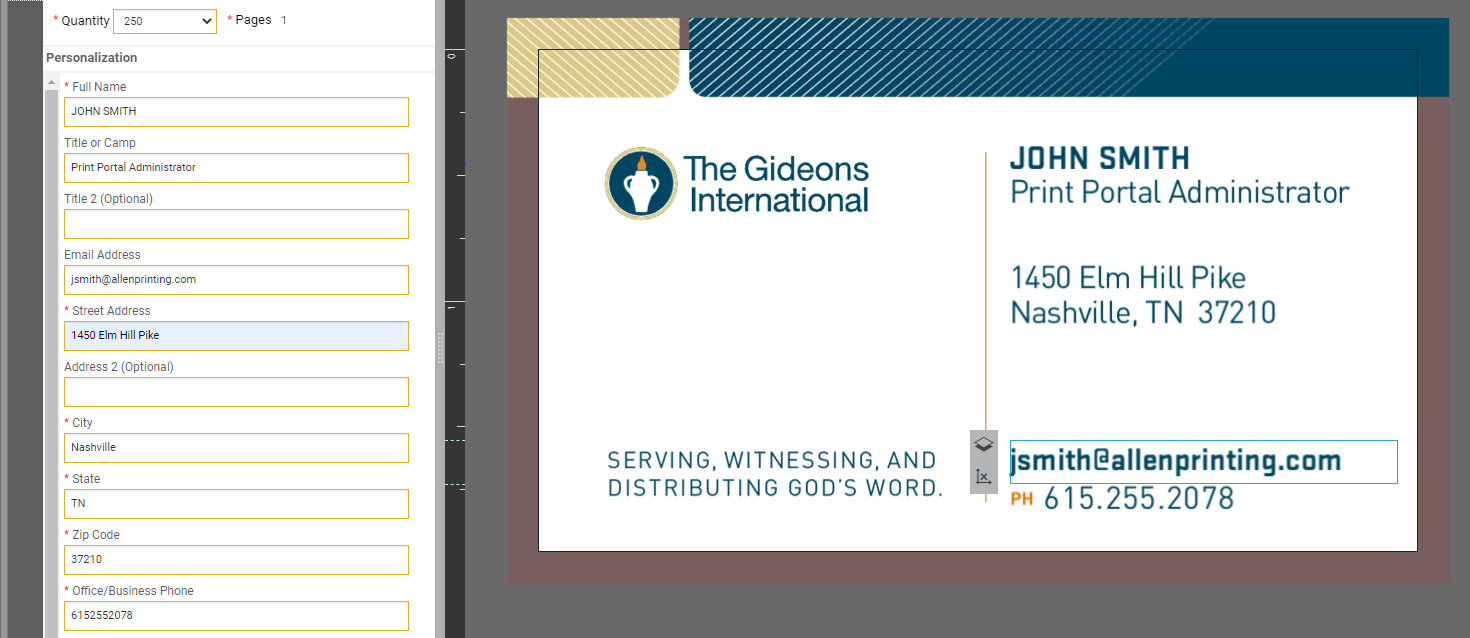 * Quantity 250 * Pages 1
Personalization
* Full Name
JOHN SMITH
Title or Camp
Print Portal Administrator
Title 2 (Optional)
Email Address
jsmith@allenprinting.com
* Street Address
1450 Elm Hill Pike
Address 2 (Optional)
* City
Nashville
* State
TN
* Zip Code
37210
* Office/Business Phone
6152552078
0
1
The Gideons
International
SERVING, WITNESSING, AND
DISTRIBUTING GOD'S WORD.
JOHN SMITH
Print Portal Administrator
1450 Elm Hill Pike
Nashville, TN 37210
jsmith@allenprinting.com
PH 615.255.2078